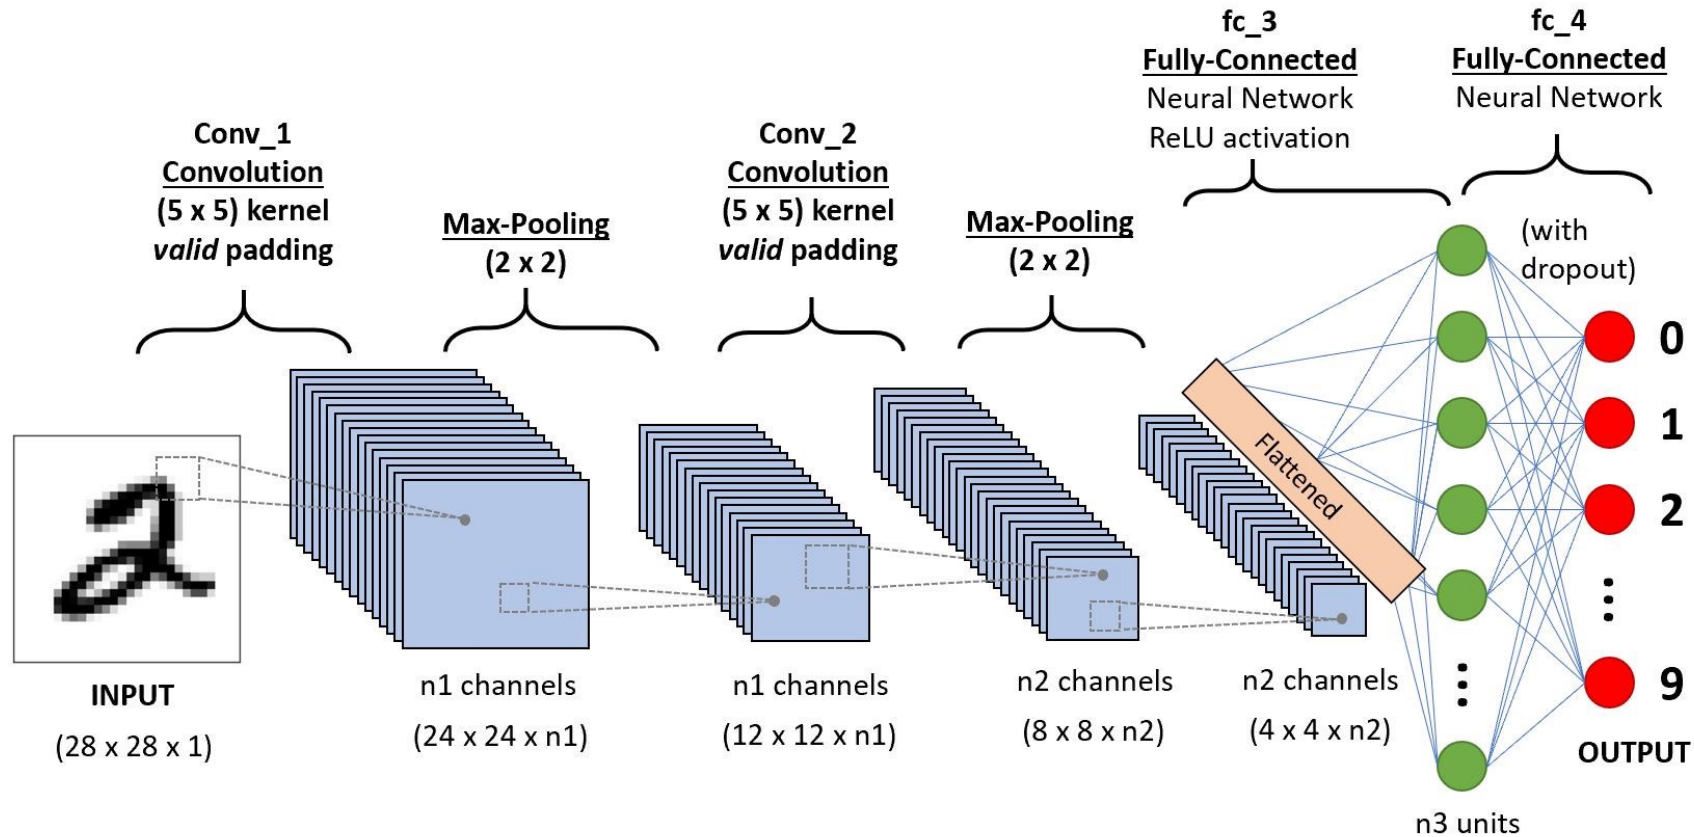 Conv_1
Convolution
(5 x 5) kernel
valid padding
Max-Pooling
(2 x 2)
Conv_2
Convolution
(5 x 5) kernel
valid padding
Max-Pooling
(2 x 2)
fc_3
Fully-Connected
Neural Network
ReLU activation
fc_4
Fully-Connected
Neural Network
(with
dropout)
INPUT
(28 x 28 x 1)
n1 channels
(24 x 24 x n1)
n1 channels
(12 x 12 x n1)
n2 channels
(8 x 8 x n2)
n2 channels
(4 x 4 x n2)
Flattened
n3 units
0
1
2
9
OUTPUT
2